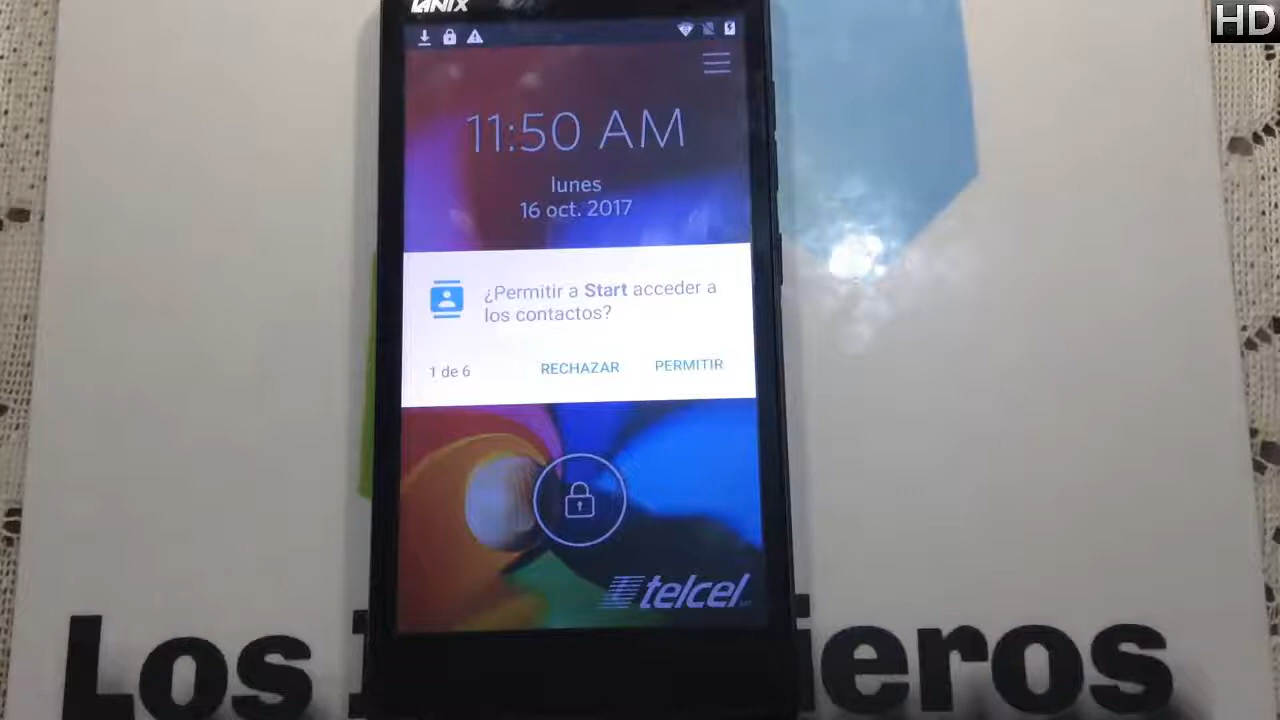 HD
LANIX
11:50 AM
lunes
16 oct. 2017
¿Permitir a Start acceder a
los contactos?
1 de 6
RECHAZAR
PERMITIR
telcel
Los